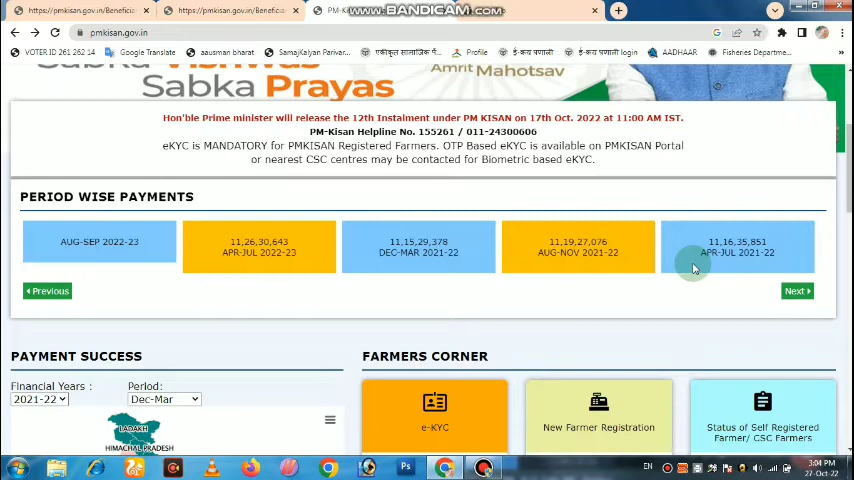 https://pmkisan.gov.in/Beneficia
https://pmkisan.gov.in/Beneficia
PM-K
WWW.BANDICAM.COM
pmkisan.gov.in
VOTER ID 261 262 14
Google Translate
aausman bharat
SamajKalyan Parivar...
एकीकृत सामाजिक पें...
Profile
ई-कय प्रणाली
ई-कय प्रणाली login
AADHAAR
Fisheries Departme...
Sabka Vishwas
Sabka Prayas
Amrit Mahotsav
Hon'ble Prime minister will release the 12th Instalment under PM KISAN on 17th Oct. 2022 at 11:00 AM IST.
PM-Kisan Helpline No. 155261 / 011-24300606
eKYC is MANDATORY for PMKISAN Registered Farmers. OTP Based eKYC is available on PMKISAN Portal
or nearest CSC centres may be contacted for Biometric based eKYC.
PERIOD WISE PAYMENTS
AUG-SEP 2022-23
11,26,30,643
APR-JUL 2022-23
11,15,29,378
DEC-MAR 2021-22
11,19,27,076
AUG-NOV 2021-22
11,16,35,851
APR-JUL 2021-22
Previous
Next
PAYMENT SUCCESS
Financial Years :
Period:
2021-22
Dec-Mar
LADAKH
HIMACHAL PRADESH
FARMERS CORNER
e-KYC
New Farmer Registration
Status of Self Registered
Farmer/ CSC Farmers
Ps
EN
3:04 PM
27-Oct-22